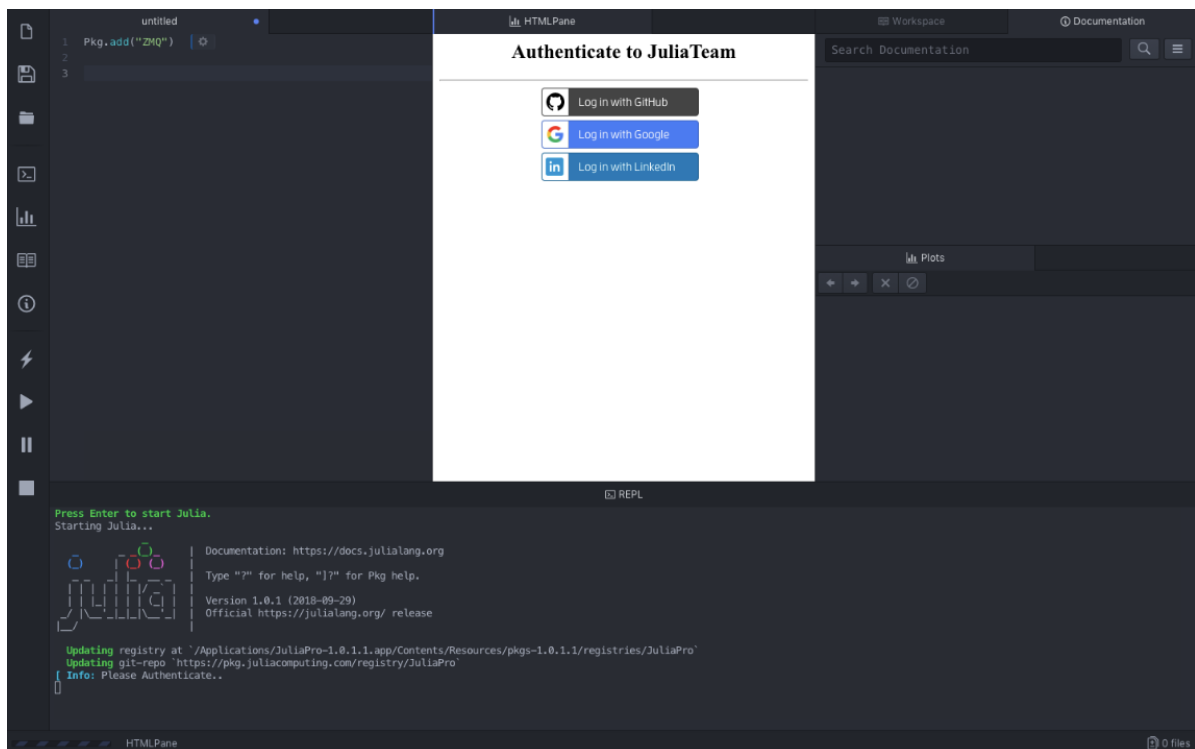 untitled
HTMLPane
Workspace
Documentation
1 Pkg.add("ZMQ")
2
3
Authenticate to JuliaTeam
Log in with GitHub
Log in with Google
Log in with LinkedIn
Search Documentation
Plots
REPL
Press Enter to start Julia.
Starting Julia...
Documentation: https://docs.julialang.org
Type "?" for help, "]?" for Pkg help.
Version 1.0.1 (2018-09-29)
Official https://julialang.org/ release
Updating registry at `/Applications/JuliaPro-1.0.1.1.app/Contents/Resources/pkgs-1.0.1.1/registries/JuliaPro`
Updating git-repo `https://pkg.juliacomputing.com/registry/JuliaPro`
[ Info: Please Authenticate..
HTMLPane
0 files